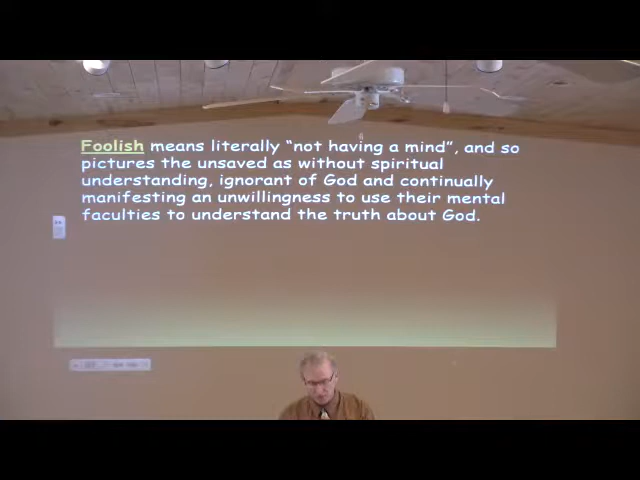 Foolish means literally “not having a mind”, and so
pictures the unsaved as without spiritual
understanding, ignorant of God and continually
manifesting an unwillingness to use their mental
faculties to understand the truth about God.